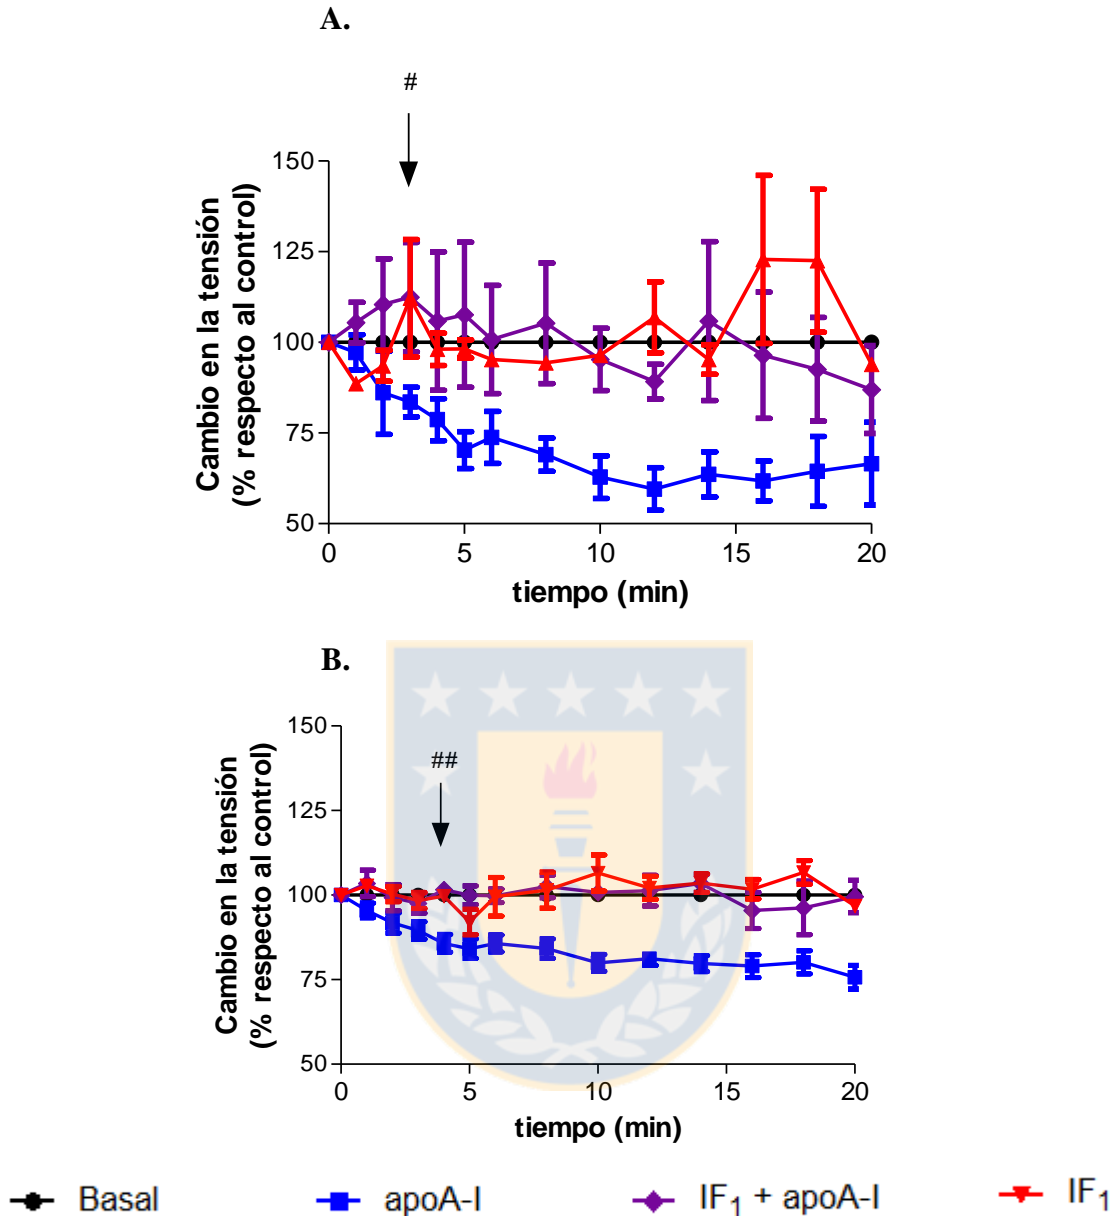 A.
#
150
125
100
75
50
Cambio en la tensión
(% respecto al control)
0 5 10 15 20
tiempo (min)
B.
##
150
125
100
75
50
Cambio en la tensión
(% respecto al control)
0 5 10 15 20
tiempo (min)
Basal apoA-I IF₁ + apoA-I IF₁